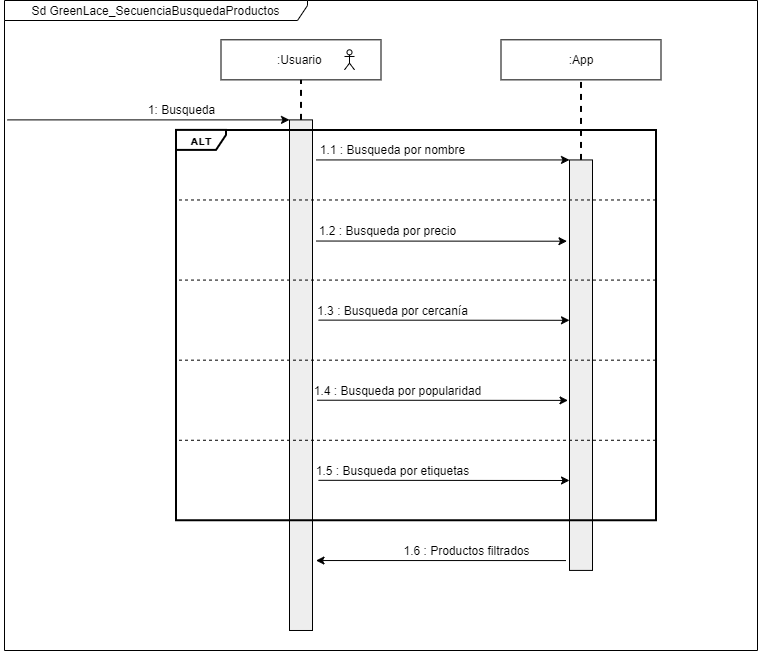 Sd GreenLace_SecuenciaBusquedaProductos
:Usuario
:App
1: Busqueda
ALT
1.1 : Busqueda por nombre
1.2 : Busqueda por precio
1.3 : Busqueda por cercanía
1.4 : Busqueda por popularidad
1.5 : Busqueda por etiquetas
1.6 : Productos filtrados